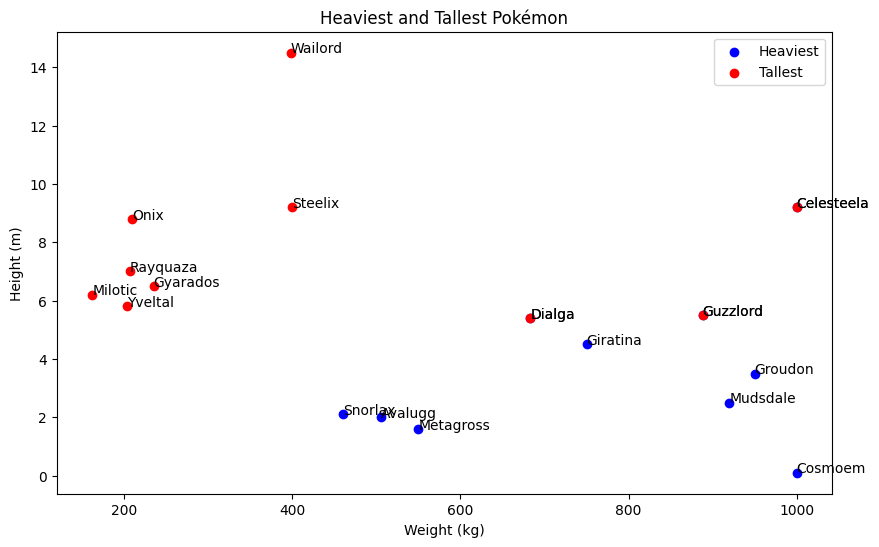 Heaviest and Tallest Pokémon
Heaviest
Tallest
Wailord
Celesteela
Steelix
Onix
Rayquaza
Gyarados
Milotic
Yveltal
Dialga
Guzzlord
Giratina
Groudon
Mudsdale
Snorlax
Avalugg
Metagross
Cosmoem
14
12
10
8
6
4
2
0
Height (m)
200 400 600 800 1000
Weight (kg)